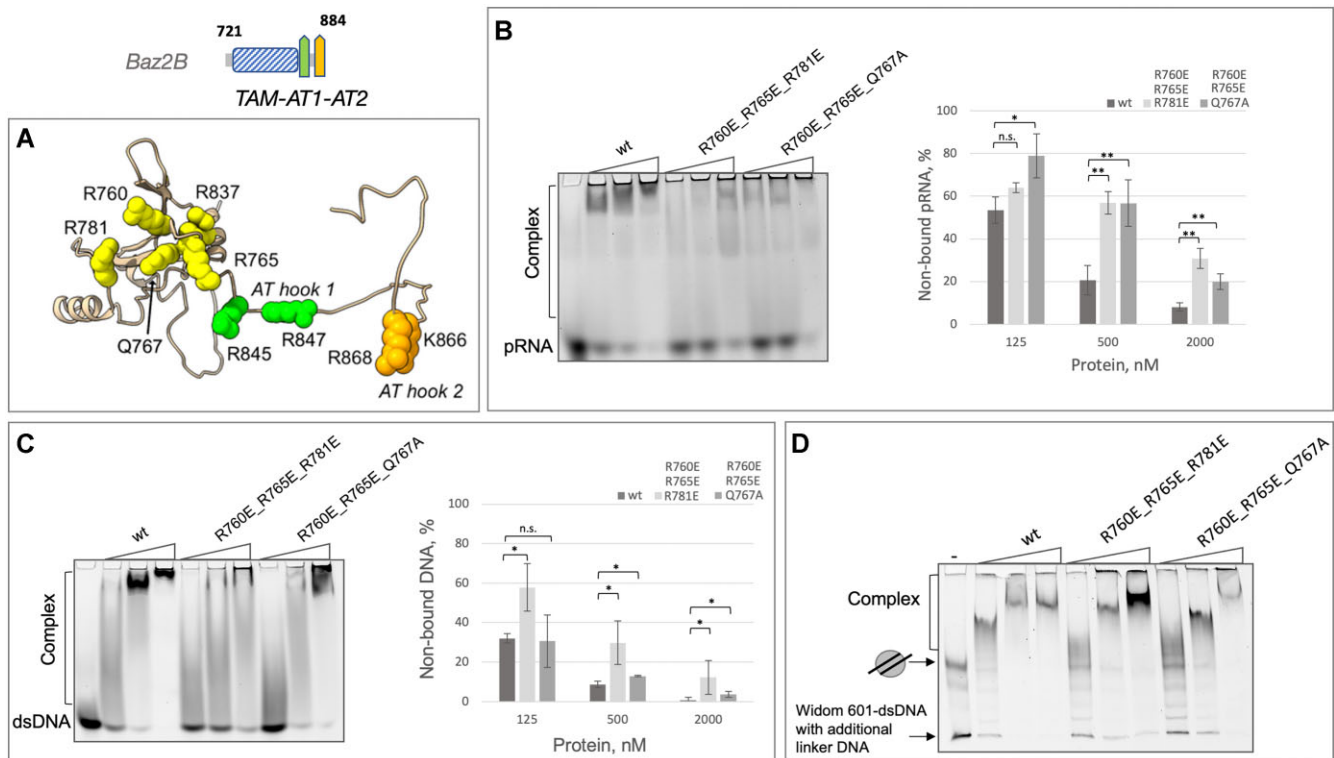 721
884
Baz2B
TAM-AT1-AT2
A
R760
R837
R781
R765
AT hook 1
Q767
R845
R847
R868
K866
AT hook 2
B
wt
R760E_R765E_R781E
R760E_R765E_Q767A
Complex
pRNA
R760E R760E
R765E R765E
wt R781E Q767A
Non-bound pRNA, %
100
80
60
40
20
0
*
n.s.
**
**
**
**
125 500 2000
Protein, nM
C
wt
R760E_R765E_R781E
R760E_R765E_Q767A
Complex
dsDNA
R760E R760E
R765E R765E
wt R781E Q767A
Non-bound DNA, %
100
80
60
40
20
0
n.s.
*
*
*
*
*
125 500 2000
Protein, nM
D
-
wt
R760E_R765E_R781E
R760E_R765E_Q767A
Complex
Widom 601-dsDNA
with additional
linker DNA